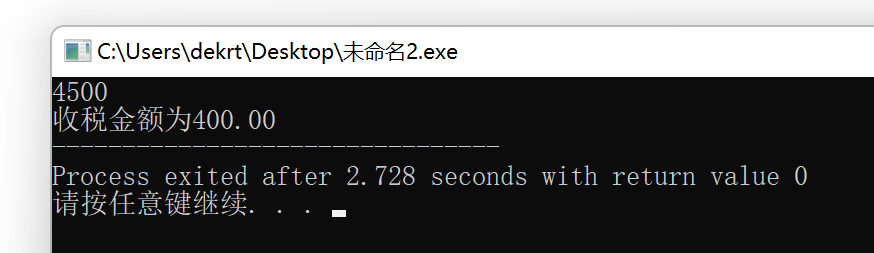 C:\Users\dekrt\Desktop\未命名2.exe
4500
收税金额为400.00
--------------------------------
Process exited after 2.728 seconds with return value 0
请按任意键继续. . .